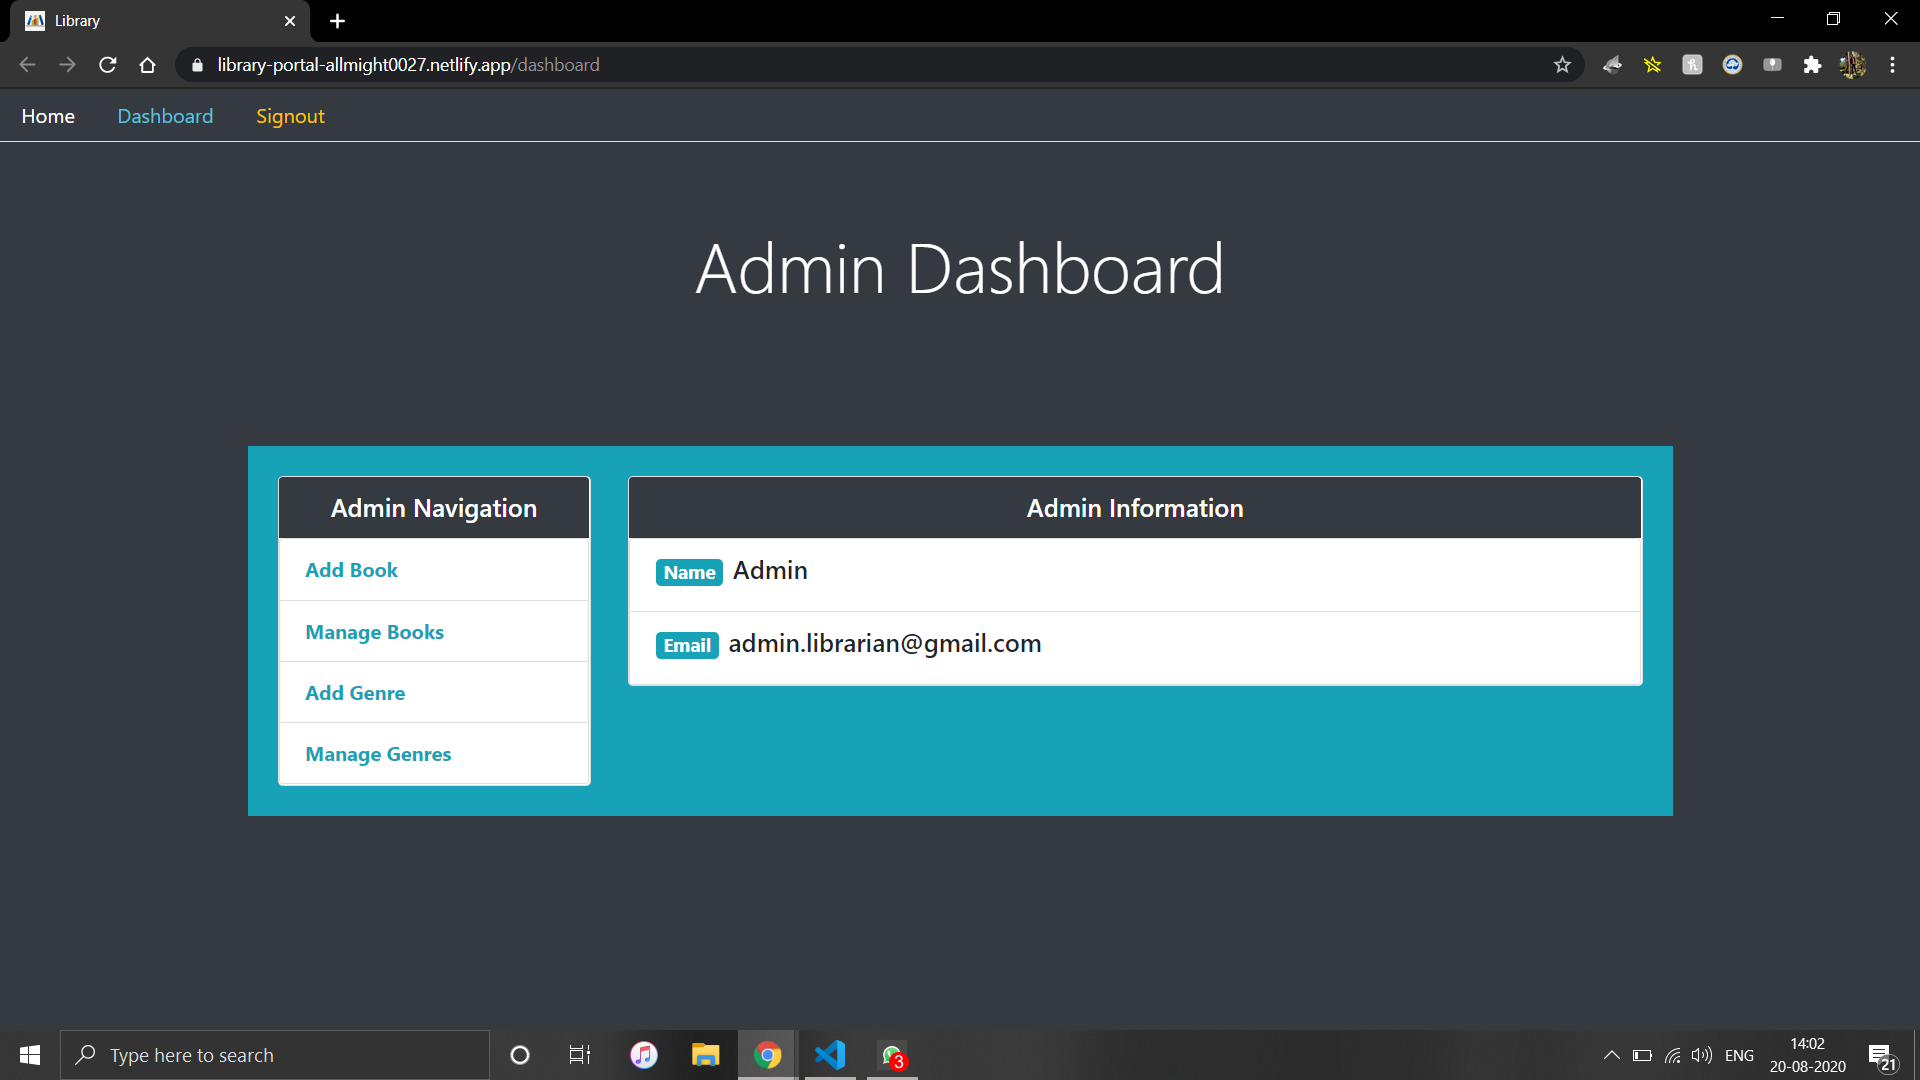 Library
library-portal-allmight0027.netlify.app/dashboard
Home Dashboard Signout
Admin Dashboard
Admin Navigation
Add Book
Manage Books
Add Genre
Manage Genres
Admin Information
Name Admin
Email admin.librarian@gmail.com
Type here to search
3
ENG
14:02
20-08-2020
21